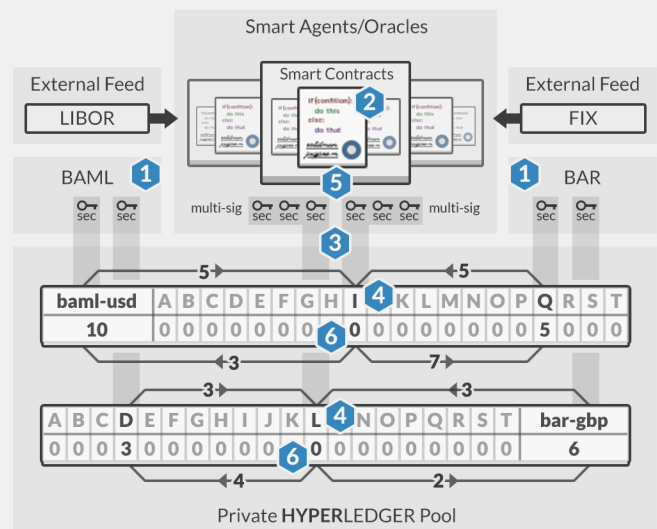 Smart Agents/Oracles
External Feed
LIBOR
Smart Contracts
If (condition):
do this
else:
do that
2
External Feed
FIX
BAML
1
1
BAR
5
sec
sec
multi-sig
sec
sec
sec
sec
sec
sec
multi-sig
sec
sec
3
5
5
baml-usd A B C D E F G H I 4 K L M N O P Q R S T
10 0 0 0 0 0 0 0 0 0 0 0 0 0 0 0 5 0 0 0
6
3
7
3
3
A B C D E F G H I J K L 4 N O P Q R S T bar-gbp
0 0 0 3 0 0 0 0 0 0 0 0 0 0 0 0 0 0 0 0 6
6
4
2
Private HYPERLEDGER Pool